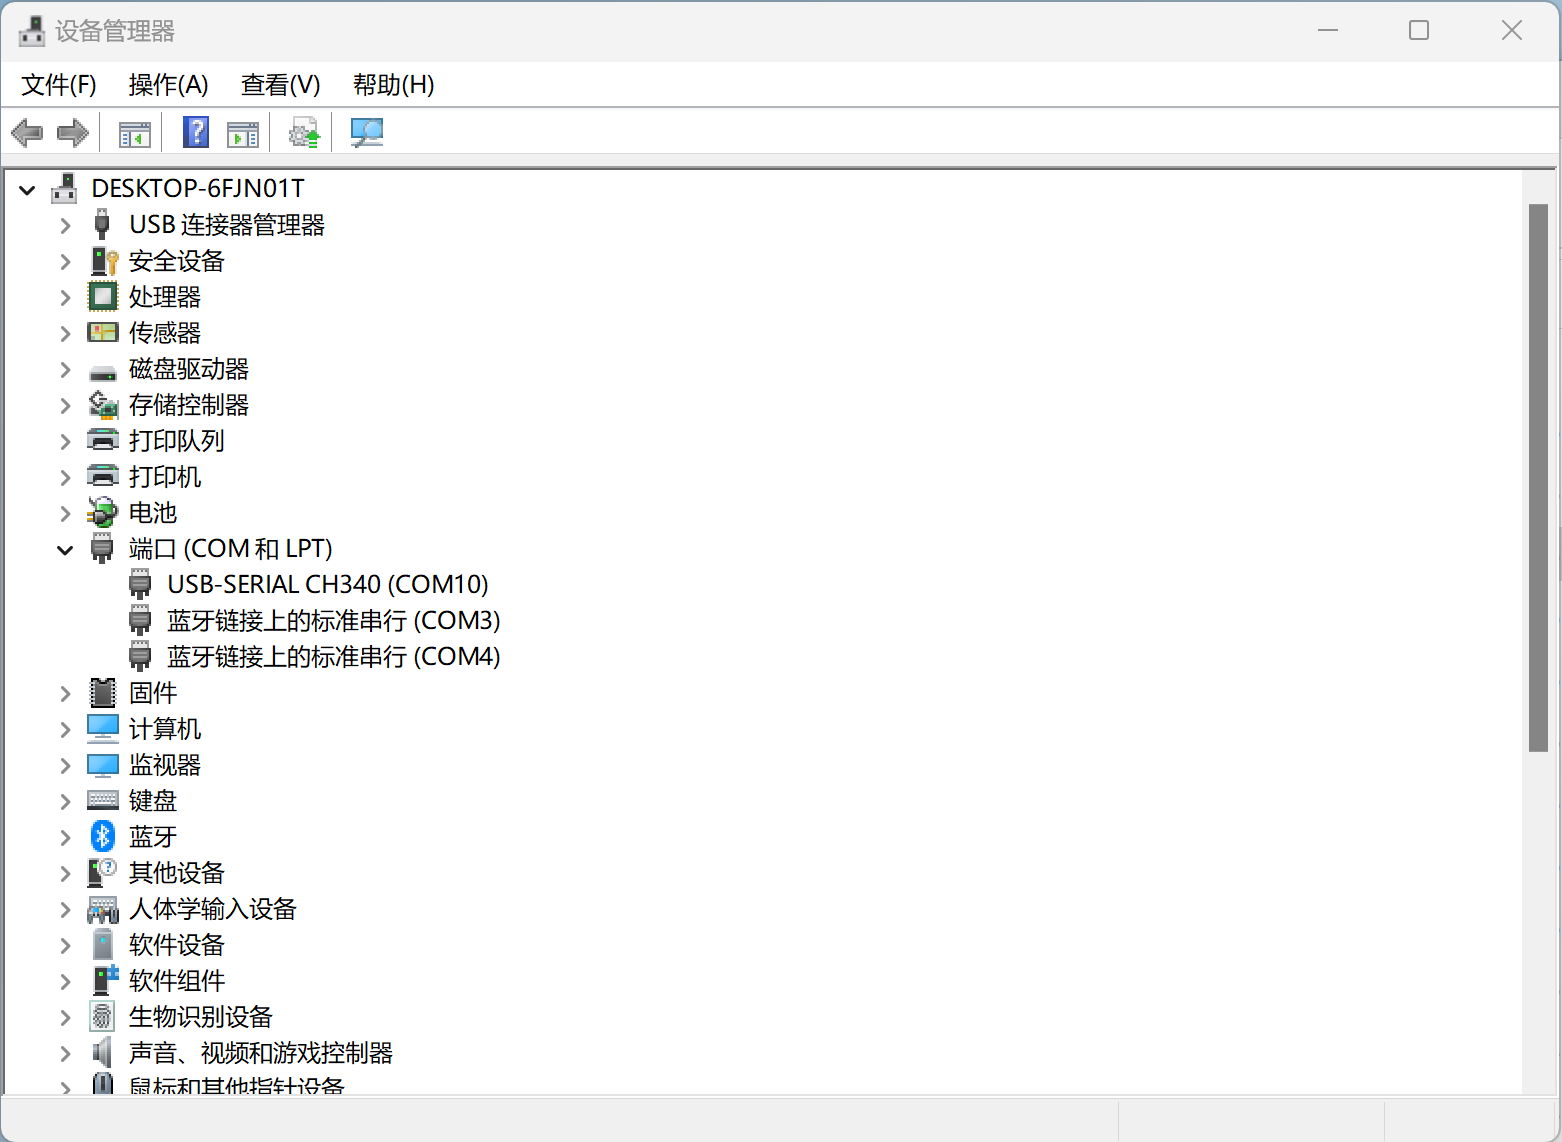 设备管理器
文件(F) 操作(A) 查看(V) 帮助(H)
DESKTOP-6FJN01T
USB 连接器管理器
安全设备
处理器
传感器
磁盘驱动器
存储控制器
打印队列
打印机
电池
端口 (COM 和 LPT)
USB-SERIAL CH340 (COM10)
蓝牙链接上的标准串行 (COM3)
蓝牙链接上的标准串行 (COM4)
固件
计算机
监视器
键盘
蓝牙
其他设备
人体学输入设备
软件设备
软件组件
生物识别设备
声音、视频和游戏控制器
鼠标和其他指针设备